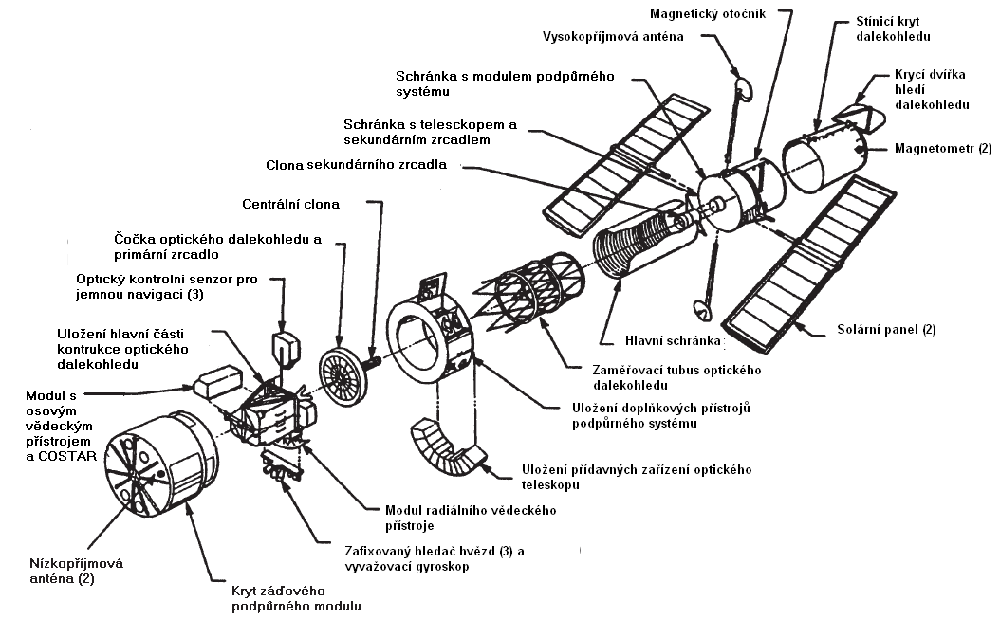 Magnetický otočník
Vysokopříjmová anténa
Stínicí kryt
dalekohledu
Schránka s modulem podpůrného
systému
Krycí dvířka
hledí
dalekohledu
Schránka s telesckopem a
sekundárním zrcadlem
Magnetometr (2)
Clona sekundárního zrcadla
Centrální clona
Čočka optického dalekohledu a
primární zrcadlo
Optický kontrolni senzor pro
jemnou navigaci (3)
Uložení hlavní části
kontrukce optického
dalekohledu
Hlavní schránka
Solární panel (2)
Zaměřovací tubus optického
dalekohledu
Modul s
osovým
vědeckým
přístrojem
a COSTAR
Uložení doplňkových přístrojů
podpůrného systému
Uložení přídavných zařízení optického
teleskopu
Modul radiálního vědeckého
přístroje
Zafixovaný hledač hvězd (3) a
vyvažovací gyroskop
Nízkopříjmová
anténa (2)
Kryt záďového
podpůrného modulu